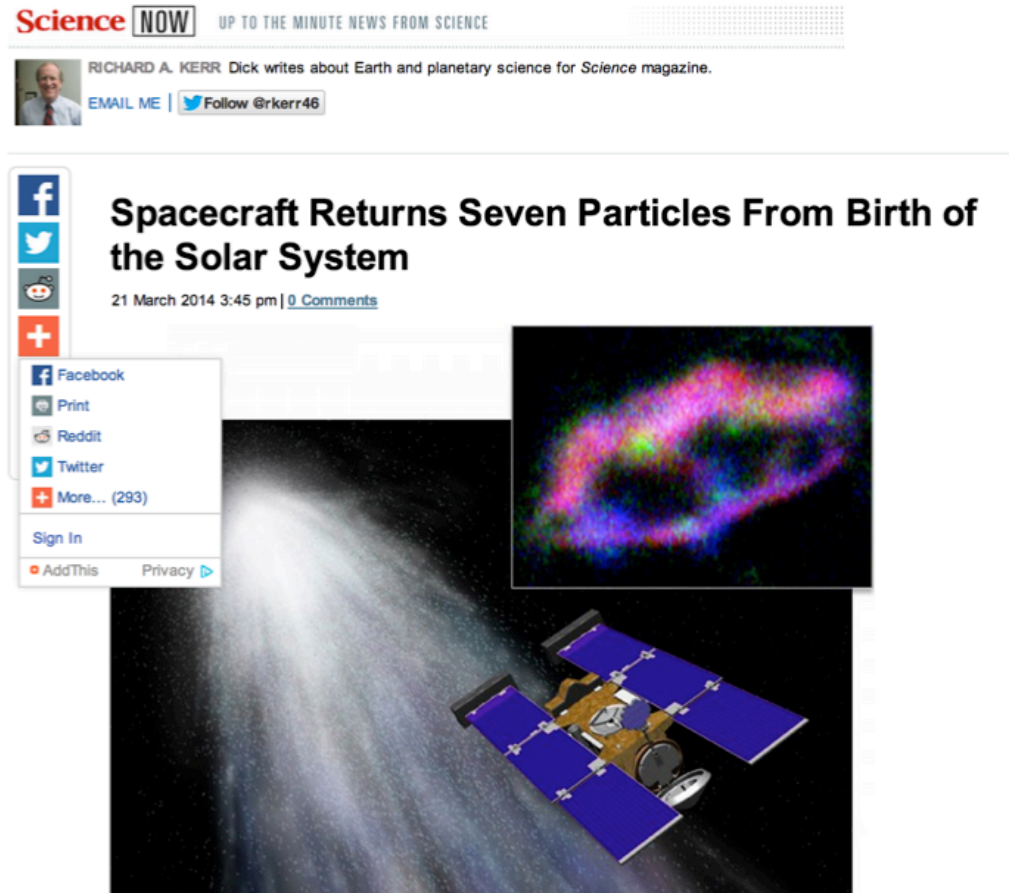 Science NOW UP TO THE MINUTE NEWS FROM SCIENCE
RICHARD A. KERR Dick writes about Earth and planetary science for Science magazine.
EMAIL ME | Follow @rkerr46
Spacecraft Returns Seven Particles From Birth of
the Solar System
21 March 2014 3:45 pm | 0 Comments
Facebook
Print
Reddit
Twitter
More... (293)
Sign In
AddThis Privacy